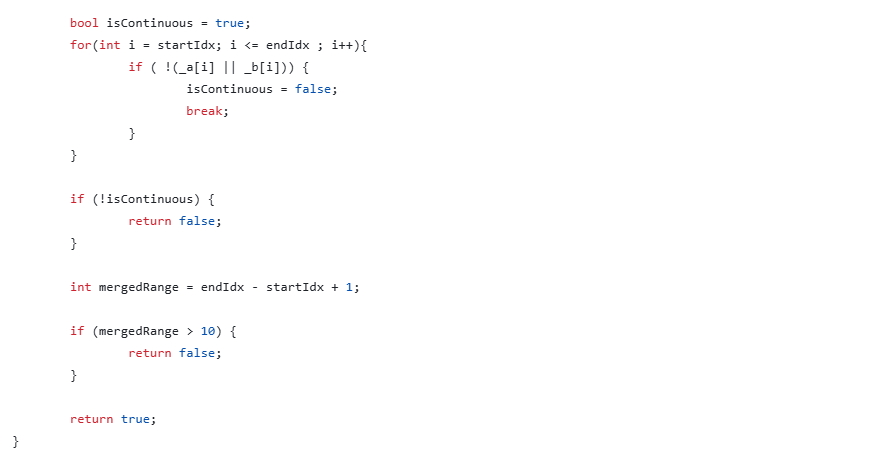 bool isContinuous = true;
for(int i = startIdx; i <= endIdx ; i++){
if ( !(_a[i] || _b[i])) {
isContinuous = false;
break;
}
}
if (!isContinuous) {
return false;
}
int mergedRange = endIdx - startIdx + 1;
if (mergedRange > 10) {
return false;
}
return true;
}